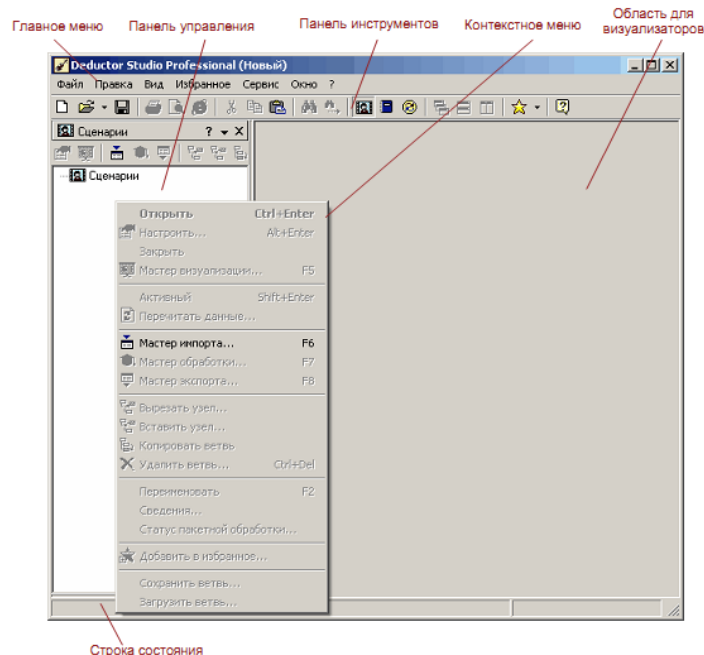 Область для
визуализаторов
Главное меню Панель управления Панель инструментов Контекстное меню
Deductor Studio Professional (Новый)
Файл Правка Вид Избранное Сервис Окно ?
Сценарии ?
Сценарии
Открыть Ctrl+Enter
Настроить... Alt+Enter
Закрыть
Мастер визуализации... F5
Активный Shift+Enter
Перечитать данные...
Мастер импорта... F6
Мастер обработки... F7
Мастер экспорта... F8
Вырезать узел...
Вставить узел...
Копировать ветвь
Удалить ветвь... Ctrl+Del
Переименовать F2
Сведения...
Статус пакетной обработки...
Добавить в избранное...
Сохранить ветвь...
Загрузить ветвь...
Строка состояния